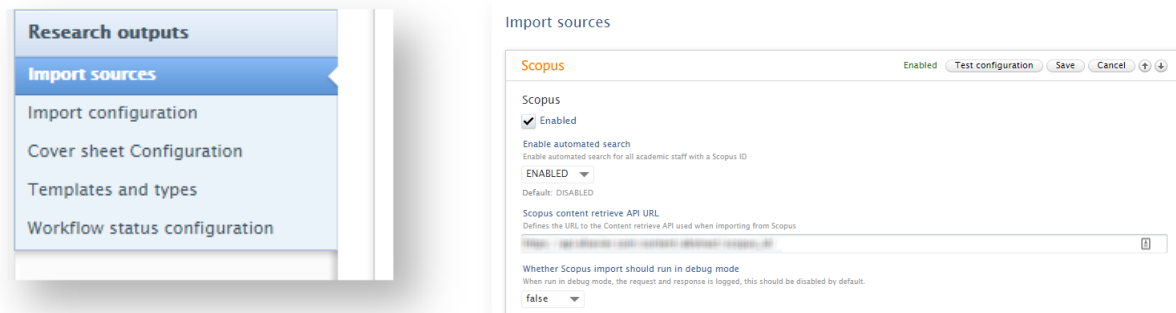 Research outputs
Import sources
Import configuration
Cover sheet Configuration
Templates and types
Workflow status configuration
Import sources
Scopus
Enabled Test configuration Save Cancel
Scopus
Enabled
Enable automated search
Enable automated search for all academic staff with a Scopus ID
ENABLED
Default: DISABLED
Scopus content retrieve API URL
Defines the URL to the Content retrieve API used when importing from Scopus
Whether Scopus import should run in debug mode
When run in debug mode, the request and response is logged, this should be disabled by default.
false